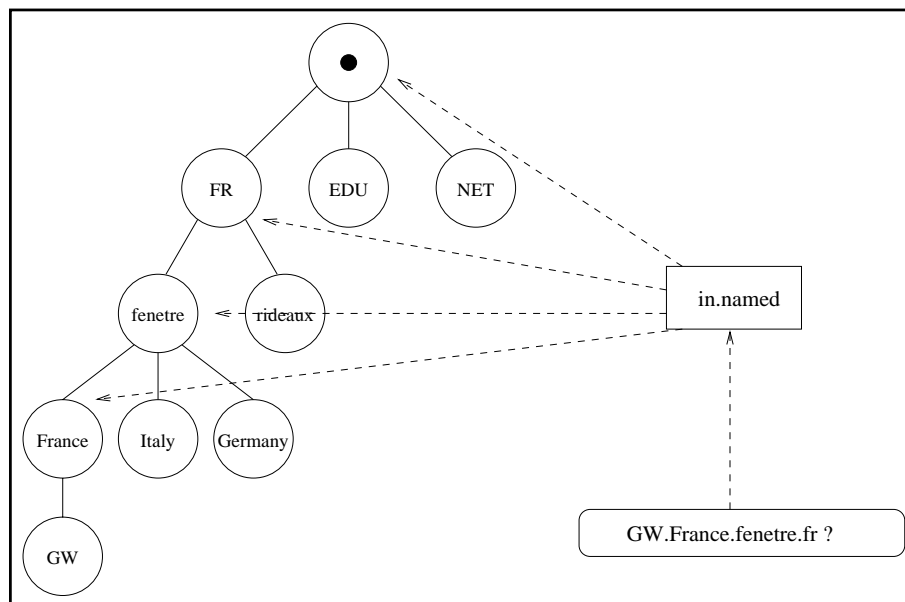 FR
EDU
NET
fenetre
rideaux
in.named
France
Italy
Germany
GW
GW.France.fenetre.fr ?